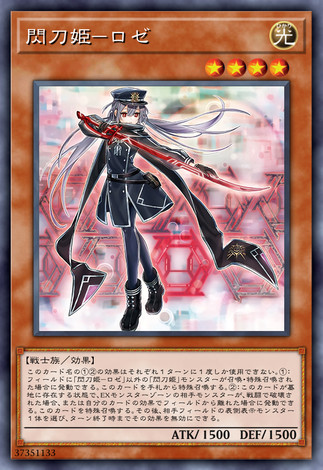 閃刀姫－ロゼ
光
【戦士族／効果】
このカード名の①②の効果はそれぞれ１ターンに１度しか使用できない。①：
フィールドに「閃刀姫－ロゼ」以外の「閃刀姫」モンスターが召喚・特殊召喚され
た場合に発動できる。このカードを手札から特殊召喚する。②：このカードが墓
地に存在する状態で、EXモンスターゾーンの相手モンスターが、戦闘で破壊さ
れた場合、または自分のカードの効果でフィールドから離れた場合に発動でき
る。このカードを特殊召喚する。その後、相手フィールドの表側表示モンスター
１体を選び、ターン終了時までその効果を無効にできる。
ATK/1500 DEF/1500
37351133